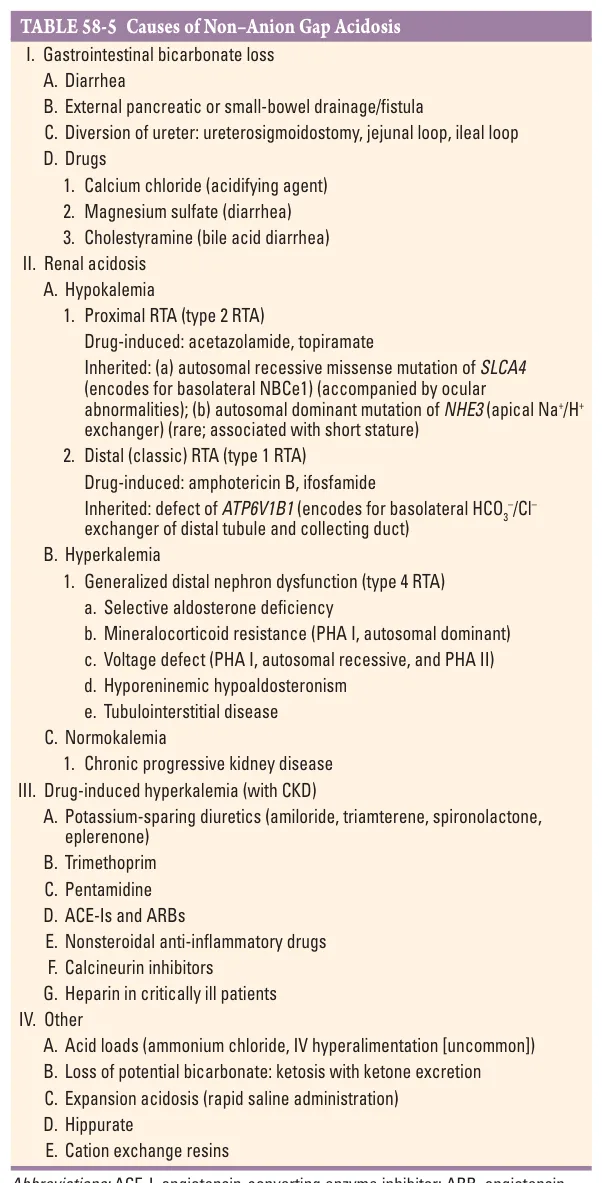 TABLE 58-5 Causes of Non–Anion Gap Acidosis
I. Gastrointestinal bicarbonate loss
A. Diarrhea
B. External pancreatic or small-bowel drainage/fistula
C. Diversion of ureter: ureterosigmoidostomy, jejunal loop, ileal loop
D. Drugs
1. Calcium chloride (acidifying agent)
2. Magnesium sulfate (diarrhea)
3. Cholestyramine (bile acid diarrhea)
II. Renal acidosis
A. Hypokalemia
1. Proximal RTA (type 2 RTA)
Drug-induced: acetazolamide, topiramate
Inherited: (a) autosomal recessive missense mutation of SLCA4
(encodes for basolateral NBCe1) (accompanied by ocular
abnormalities); (b) autosomal dominant mutation of NHE3 (apical Na⁺/H⁺
exchanger) (rare; associated with short stature)
2. Distal (classic) RTA (type 1 RTA)
Drug-induced: amphotericin B, ifosfamide
Inherited: defect of ATP6V1B1 (encodes for basolateral HCO₃⁻/Cl⁻
exchanger of distal tubule and collecting duct)
B. Hyperkalemia
1. Generalized distal nephron dysfunction (type 4 RTA)
a. Selective aldosterone deficiency
b. Mineralocorticoid resistance (PHA I, autosomal dominant)
c. Voltage defect (PHA I, autosomal recessive, and PHA II)
d. Hyporeninemic hypoaldosteronism
e. Tubulointerstitial disease
C. Normokalemia
1. Chronic progressive kidney disease
III. Drug-induced hyperkalemia (with CKD)
A. Potassium-sparing diuretics (amiloride, triamterene, spironolactone,
eplerenone)
B. Trimethoprim
C. Pentamidine
D. ACE-Is and ARBs
E. Nonsteroidal anti-inflammatory drugs
F. Calcineurin inhibitors
G. Heparin in critically ill patients
IV. Other
A. Acid loads (ammonium chloride, IV hyperalimentation [uncommon])
B. Loss of potential bicarbonate: ketosis with ketone excretion
C. Expansion acidosis (rapid saline administration)
D. Hippurate
E. Cation exchange resins
Abbreviations: ACE-I, angiotensin-converting enzyme inhibitor; ARB, angiotensin